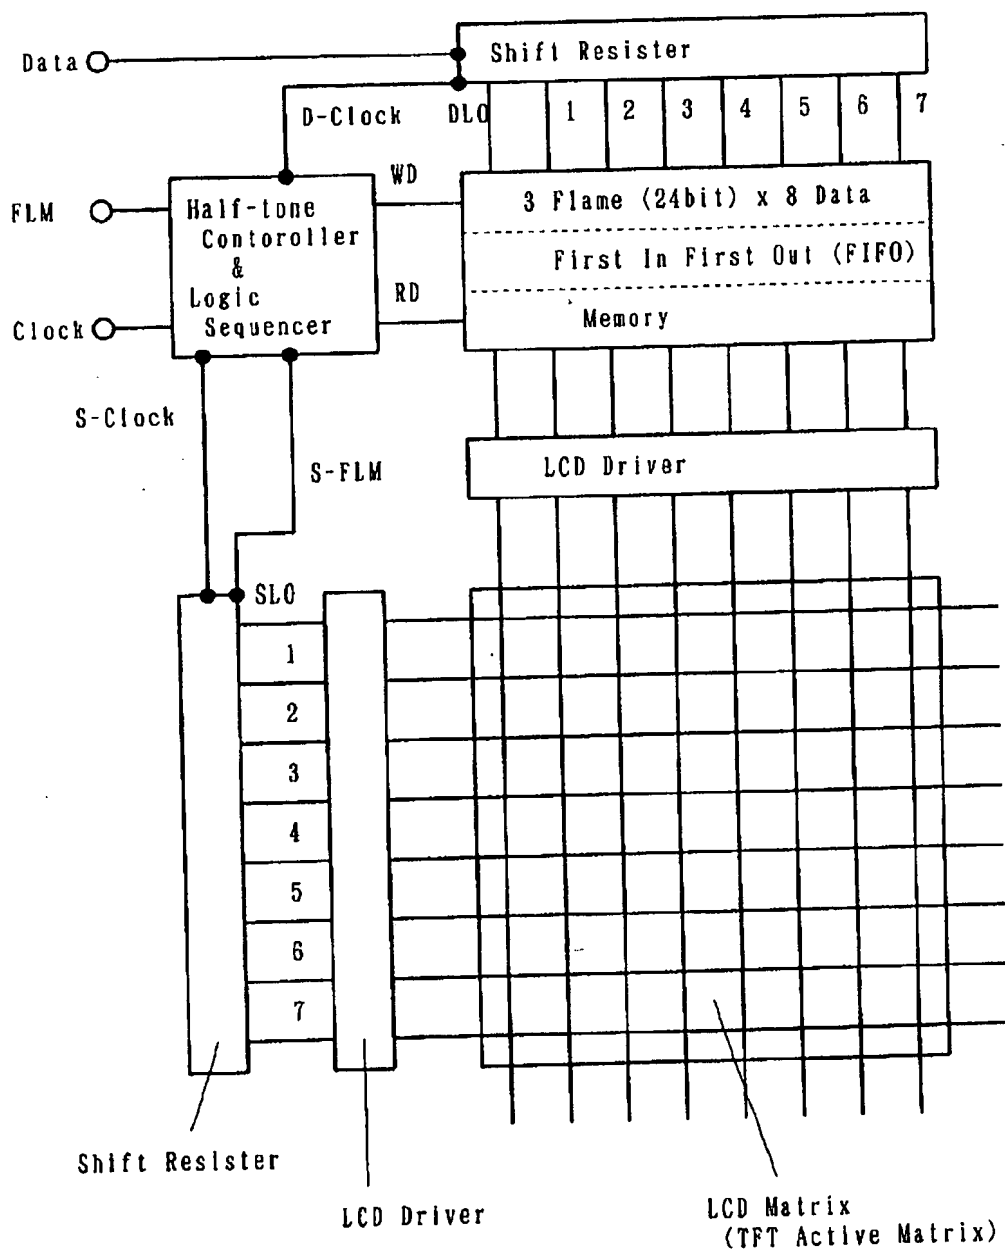 Shift Resister
Data
D-Clock
DL0
1 2 3 4 5 6 7
WD
FLM
Half-tone
Contoroller
&
Logic
Sequencer
3 Flame (24bit) x 8 Data
First In First Out (FIFO)
Memory
RD
Clock
S-Clock
S-FLM
LCD Driver
SL0
1
2
3
4
5
6
7
Shift Resister
LCD Driver
LCD Matrix
(TFT Active Matrix)